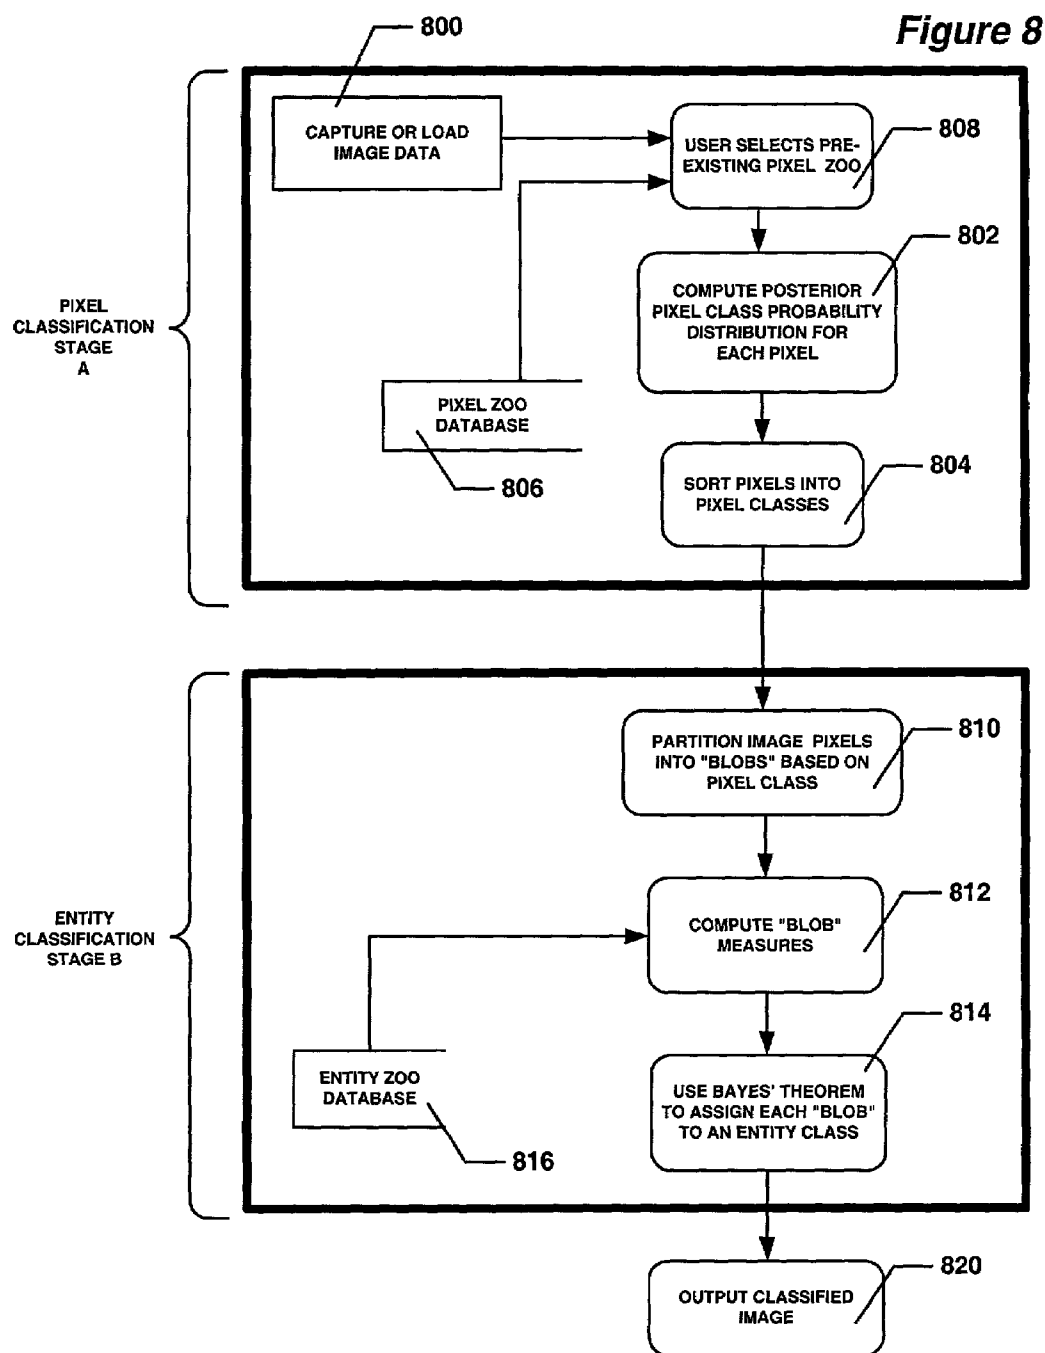 Figure 8
800
CAPTURE OR LOAD
IMAGE DATA
USER SELECTS PRE-
EXISTING PIXEL ZOO
808
802
COMPUTE POSTERIOR
PIXEL CLASS PROBABILITY
DISTRIBUTION FOR
EACH PIXEL
PIXEL
CLASSIFICATION
STAGE
A
PIXEL ZOO
DATABASE
806
SORT PIXELS INTO
PIXEL CLASSES
804
PARTITION IMAGE PIXELS
INTO "BLOBS" BASED ON
PIXEL CLASS
810
COMPUTE "BLOB"
MEASURES
812
ENTITY
CLASSIFICATION
STAGE B
814
ENTITY ZOO
DATABASE
816
USE BAYES' THEOREM
TO ASSIGN EACH "BLOB"
TO AN ENTITY CLASS
OUTPUT CLASSIFIED
IMAGE
820